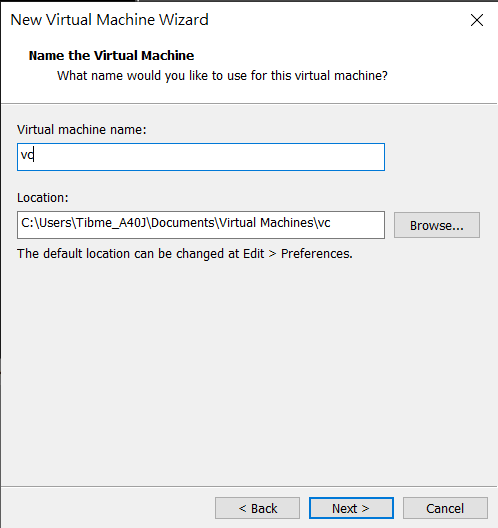 New Virtual Machine Wizard
Name the Virtual Machine
What name would you like to use for this virtual machine?
Virtual machine name:
vc
Location:
C:\Users\Tibme_A40J\Documents\Virtual Machines\vc
Browse...
The default location can be changed at Edit > Preferences.
< Back
Next >
Cancel